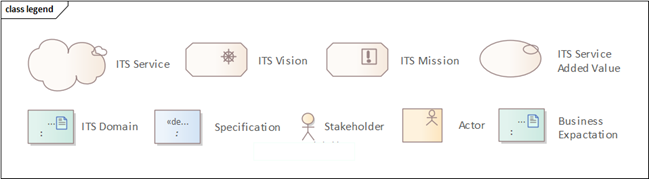 class legend
ITS Service
ITS Vision
ITS Mission
ITS Service
Added Value
... 
:
ITS Domain
«de...
:
Specification
Stakeholder
Actor
...
:
Business
Expactation